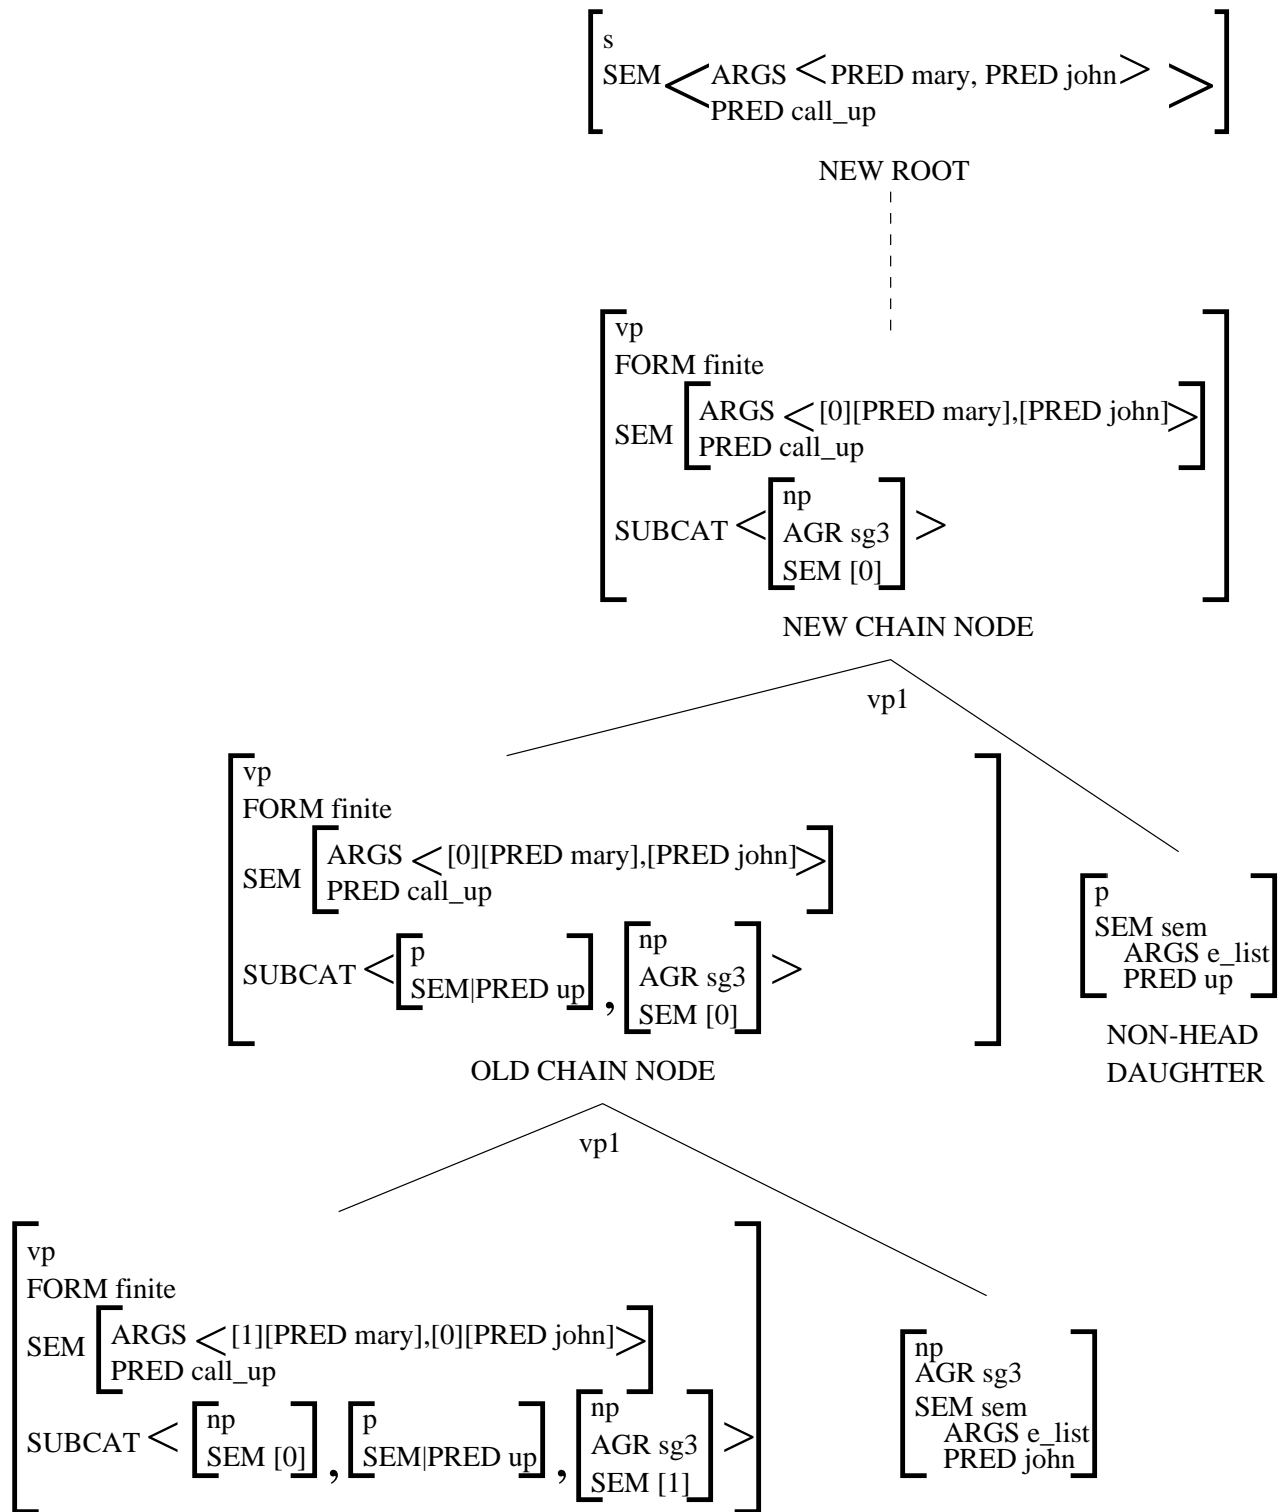 s
SEM < ARGS < PRED mary, PRED john > >
PRED call_up
NEW ROOT
vp
FORM finite
SEM ARGS < [0][PRED mary],[PRED john] >
PRED call_up
SUBCAT < np >
AGR sg3
SEM [0]
NEW CHAIN NODE
vp1
vp
FORM finite
SEM ARGS < [0][PRED mary],[PRED john] >
PRED call_up
SUBCAT < p , np >
SEM|PRED up AGR sg3
SEM [0]
OLD CHAIN NODE
p
SEM sem
ARGS e_list
PRED up
NON-HEAD
DAUGHTER
vp1
vp
FORM finite
SEM ARGS < [1][PRED mary],[0][PRED john] >
PRED call_up
SUBCAT < np , p , np >
SEM [0] SEM|PRED up AGR sg3
SEM [1]
np
AGR sg3
SEM sem
ARGS e_list
PRED john